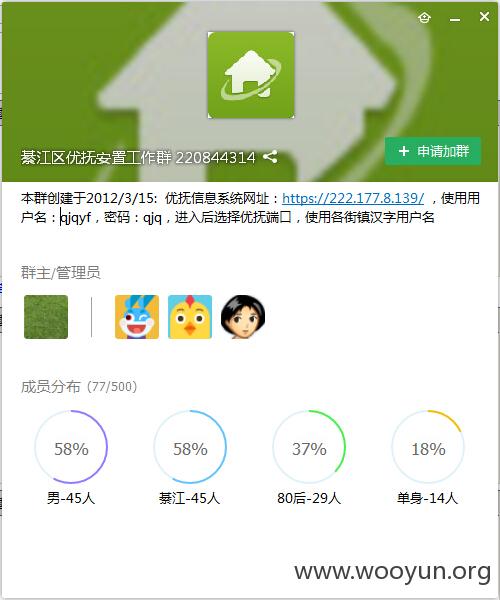 綦江区优抚安置工作群 220844314
+ 申请加群
本群创建于2012/3/15: 优抚信息系统网址：https://222.177.8.139/ ，使用用
户名：qjqyf，密码：qjq，进入后选择优抚端口，使用各街镇汉字用户名
群主/管理员
成员分布 (77/500)
58% 58% 37% 18%
男-45人 綦江-45人 80后-29人 单身-14人
www.wooyun.org